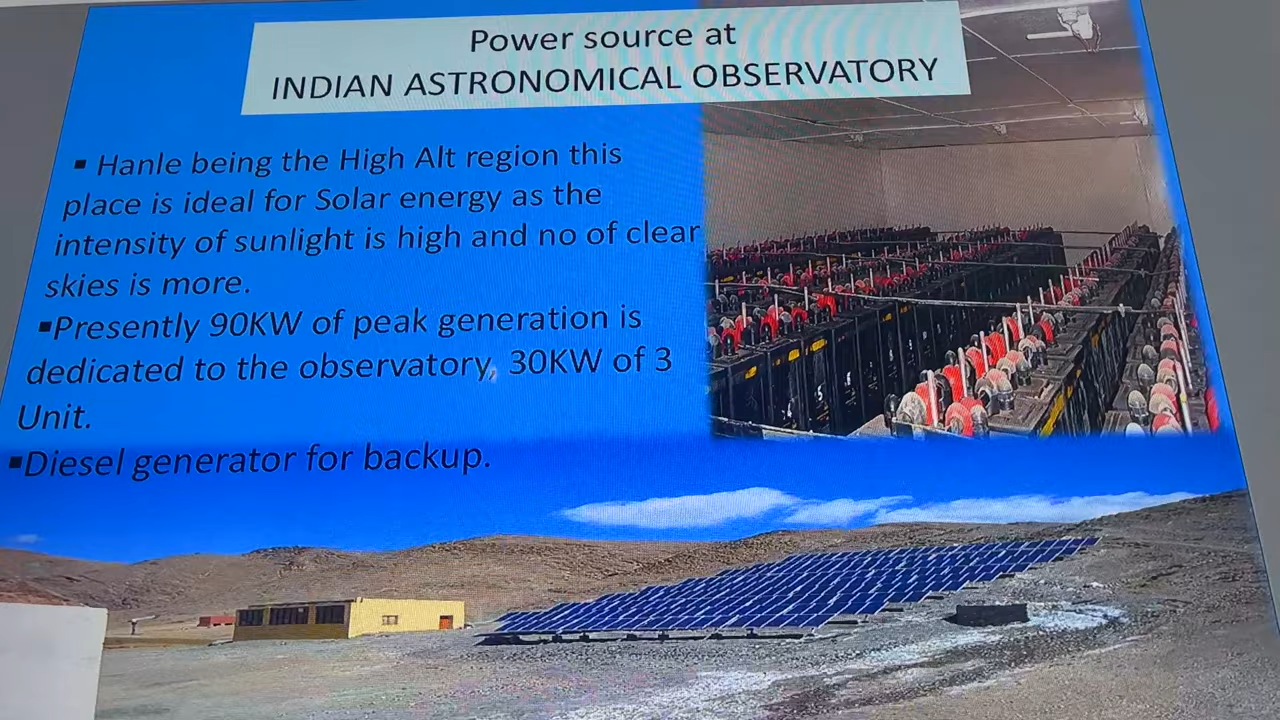 Power source at
INDIAN ASTRONOMICAL OBSERVATORY
▪ Hanle being the High Alt region this
place is ideal for Solar energy as the
intensity of sunlight is high and no of clear
skies is more.
▪Presently 90KW of peak generation is
dedicated to the observatory, 30KW of 3
Unit.
▪Diesel generator for backup.